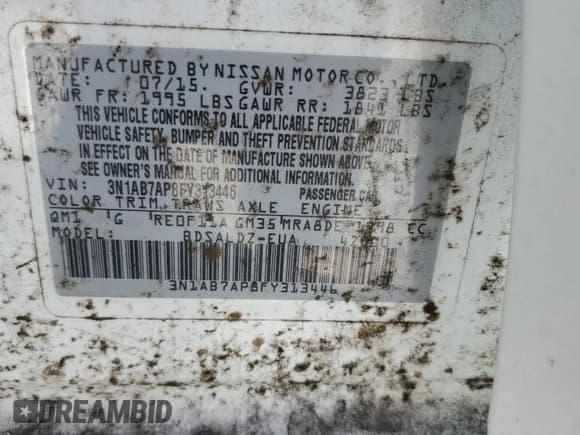 MANUFACTURED BY NISSAN MOTOR CO., LTD.
DATE: 07/15. GVWR: 3823 LBS
GAWR FR: 1995 LBS GAWR RR: 1841 LBS
THIS VEHICLE CONFORMS TO ALL APPLICABLE FEDERAL MOTOR
VEHICLE SAFETY, BUMPER AND THEFT PREVENTION STANDARDS
IN EFFECT ON THE DATE OF MANUFACTURE SHOWN ABOVE.
SEE OWNER'S MANUAL FOR ADDITIONAL INFORMATION.
VIN: 3N1AB7AP8FY313446 PASSENGER CAR
COLOR TRIM TRANS AXLE ENGINE
QM1 G RE0F11A GM35 MRA8DE 1798 CC
MODEL: BDSALDZ-EUA
3N1AB7AP8FY313446
DREAMBID